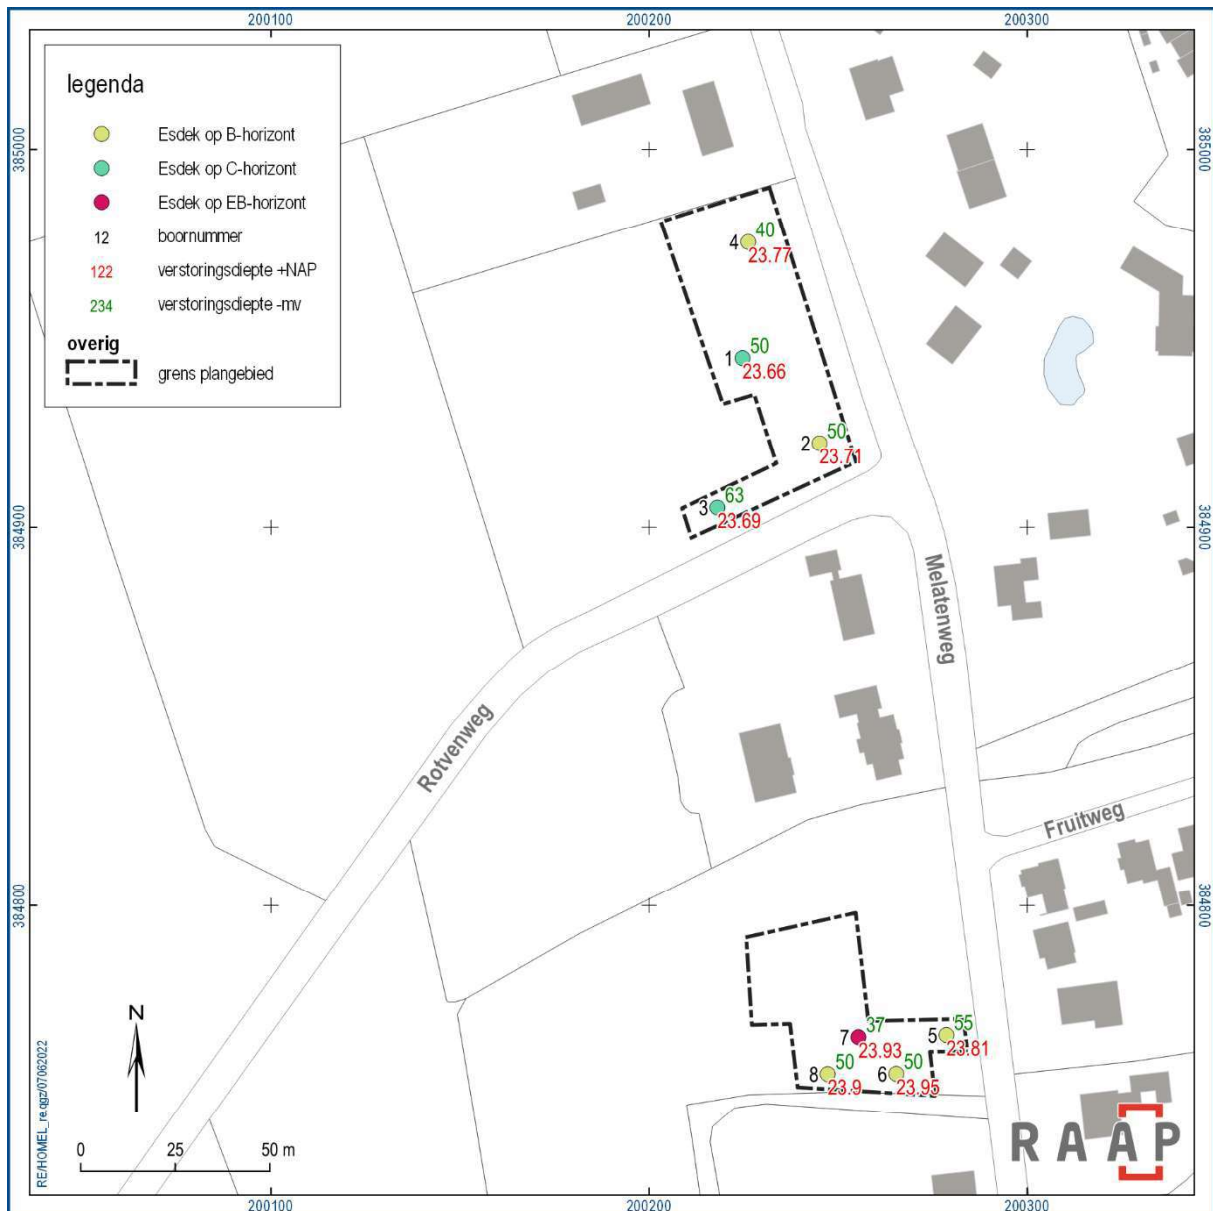 200100 200200 200300
legenda
Esdek op B-horizont
Esdek op C-horizont
Esdek op EB-horizont
12 boornummer
122 verstoringsdiepte +NAP
234 verstoringsdiepte -mv
overig
grens plangebied
385000 385000
4 40
23.77
1 50
23.66
2 50
23.71
3 63
23.69
384900 384900
Melatenweg
Rotvenweg
Fruitweg
384800 384800
7 37
23.93
5 55
23.81
8 50
23.9
6 50
23.95
N
0 25 50 m
RE/HOMEL_re.qgz/07062022
RAAP
200100 200200 200300